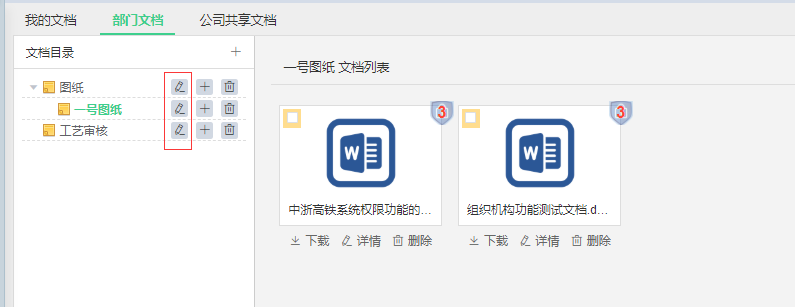 我的文档 部门文档 公司共享文档
文档目录
图纸
一号图纸
工艺审核
一号图纸 文档列表
3
W
中浙高铁系统权限功能的...
下载 详情 删除
3
W
组织机构功能测试文档.d...
下载 详情 删除